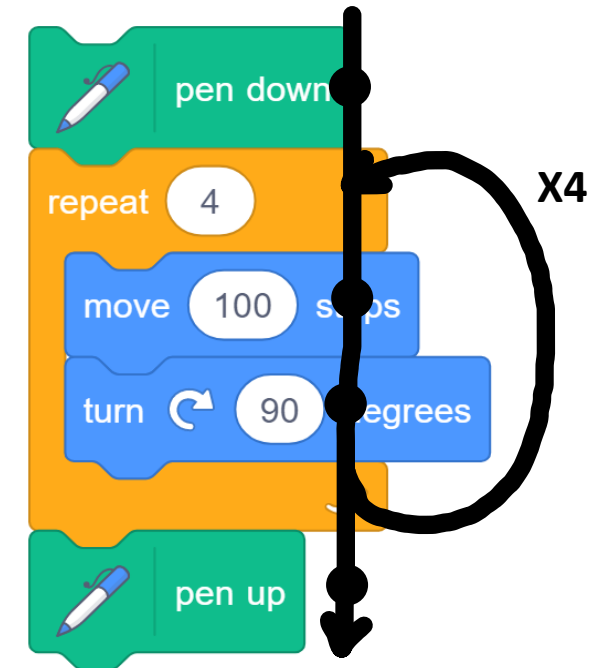 pen down
X4
repeat 4
move 100 steps
turn 90 degrees
pen up